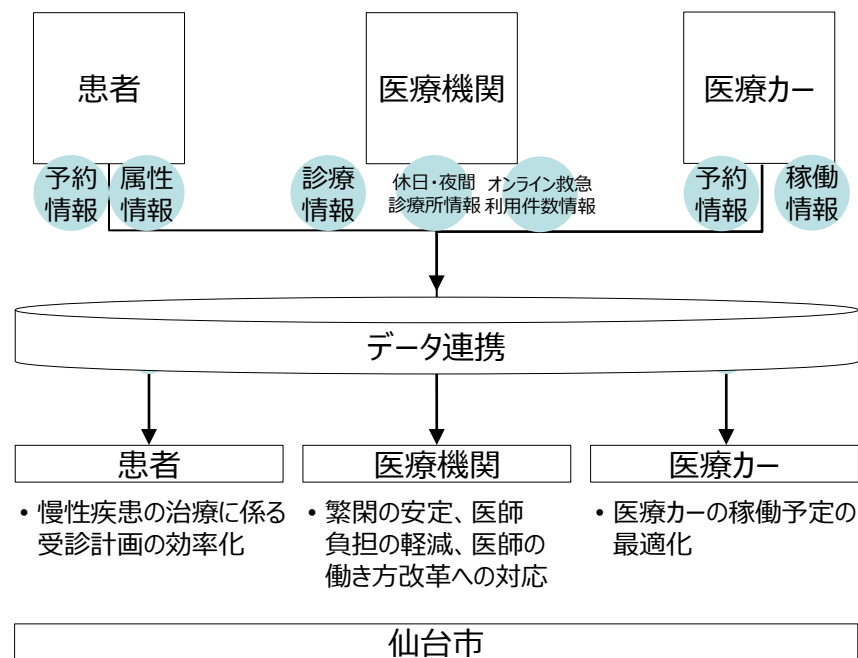 患者
医療機関
医療カー
予約
情報
属性
情報
診療
情報
休日・夜間
診療所情報
オンライン救急
利用件数情報
予約
情報
稼働
情報
データ連携
患者
医療機関
医療カー
・慢性疾患の治療に係る
受診計画の効率化
・繁閑の安定、医師
負担の軽減、医師の
働き方改革への対応
・医療カーの稼働予定の
最適化
仙台市